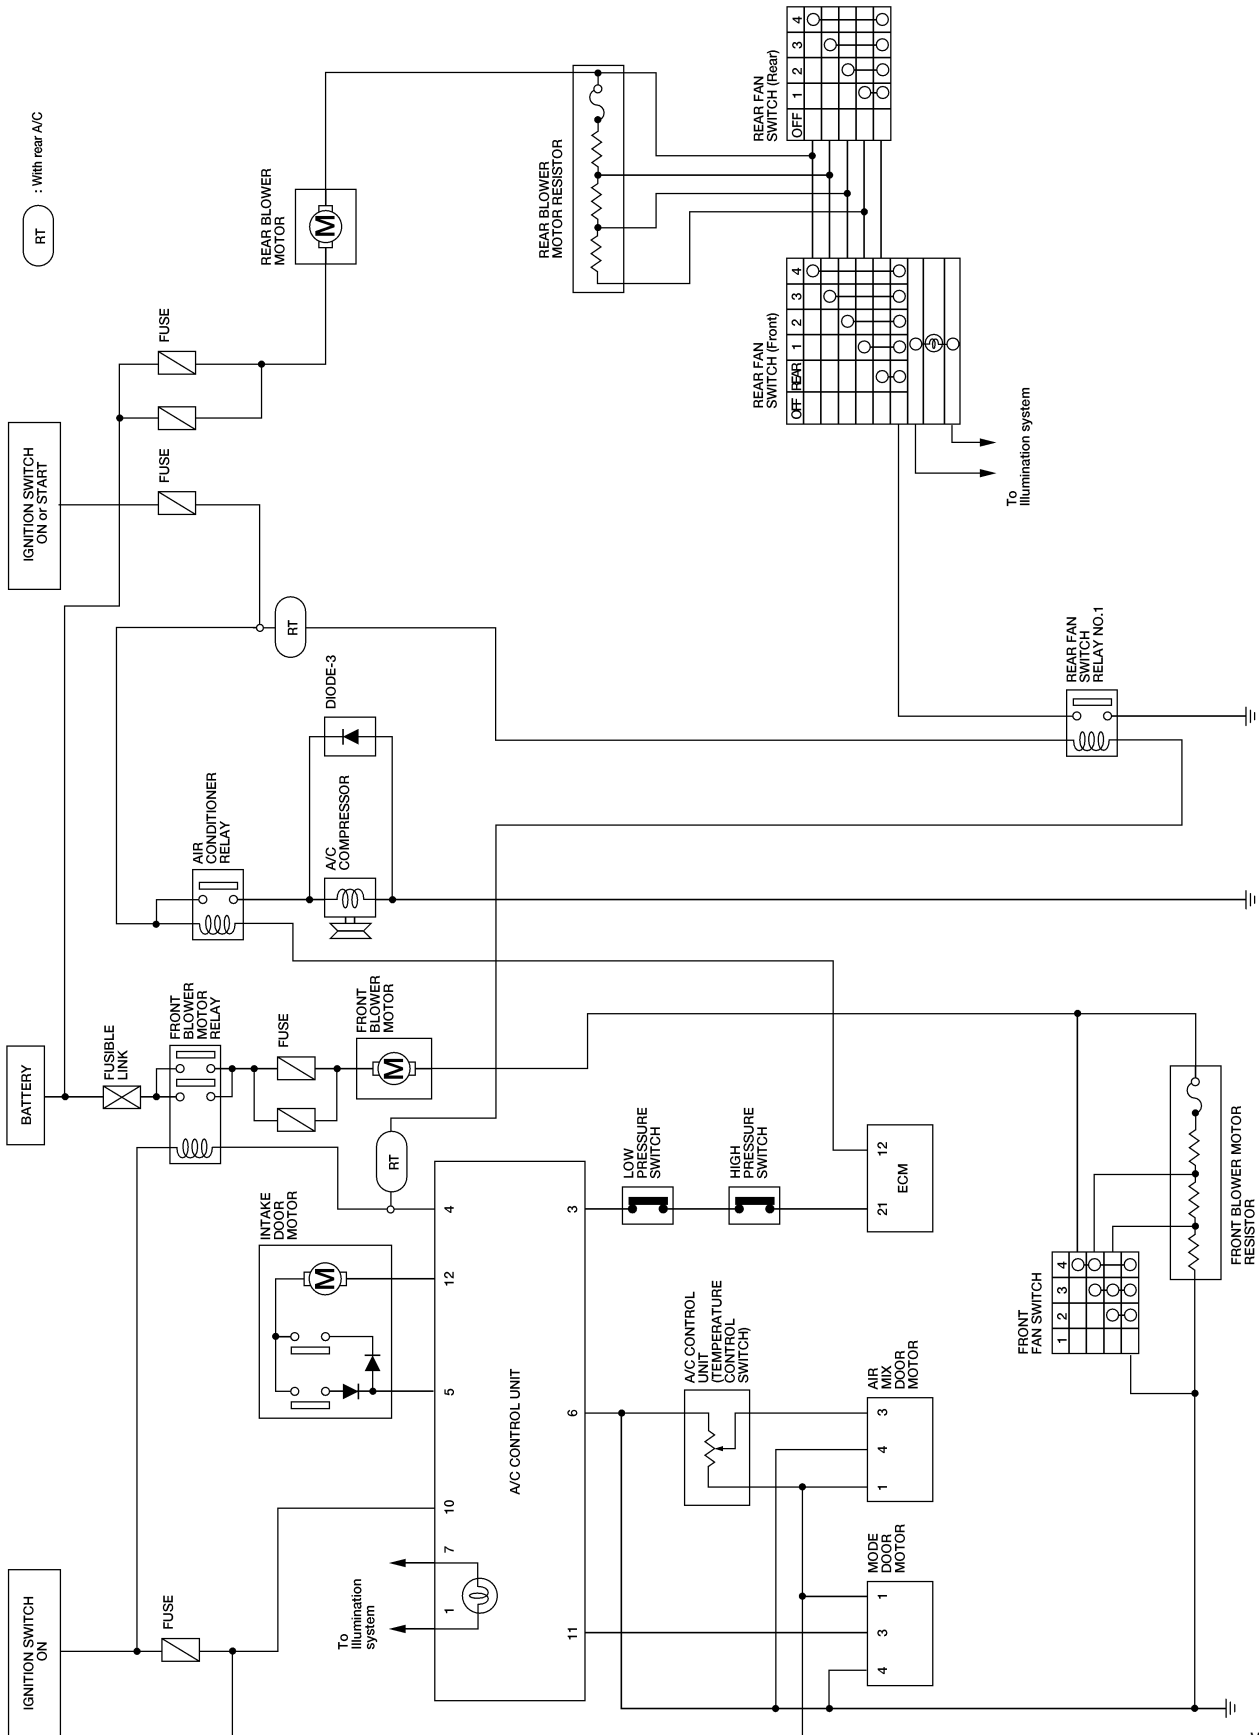 IGNITION SWITCH
ON
FUSE
BATTERY
FUSIBLE
LINK
FRONT
BLOWER
MOTOR
RELAY
FUSE
FRONT
BLOWER
MOTOR
INTAKE
DOOR
MOTOR
RT
AIR
CONDITIONER
RELAY
A/C
COMPRESSOR
DIODE-3
RT
IGNITION SWITCH
ON or START
FUSE
FUSE
REAR BLOWER
MOTOR
M
RT
: With rear A/C
To
Illumination
system
1
7
10
5
12
4
M
M
A/C CONTROL UNIT
11
6
3
LOW
PRESSURE
SWITCH
HIGH
PRESSURE
SWITCH
21
12
ECM
A/C CONTROL
UNIT
(TEMPERATURE
CONTROL
SWITCH)
AIR
MIX
DOOR
MOTOR
1
4
3
MODE
DOOR
MOTOR
4
3
1
FRONT
FAN SWITCH
1
2
3
4
FRONT BLOWER MOTOR
RESISTOR
REAR FAN
SWITCH
RELAY NO.1
REAR BLOWER
MOTOR RESISTOR
REAR FAN
SWITCH (Front)
OFF
REAR
1
2
3
4
REAR FAN
SWITCH (Rear)
OFF
1
2
3
4
To
Illumination system